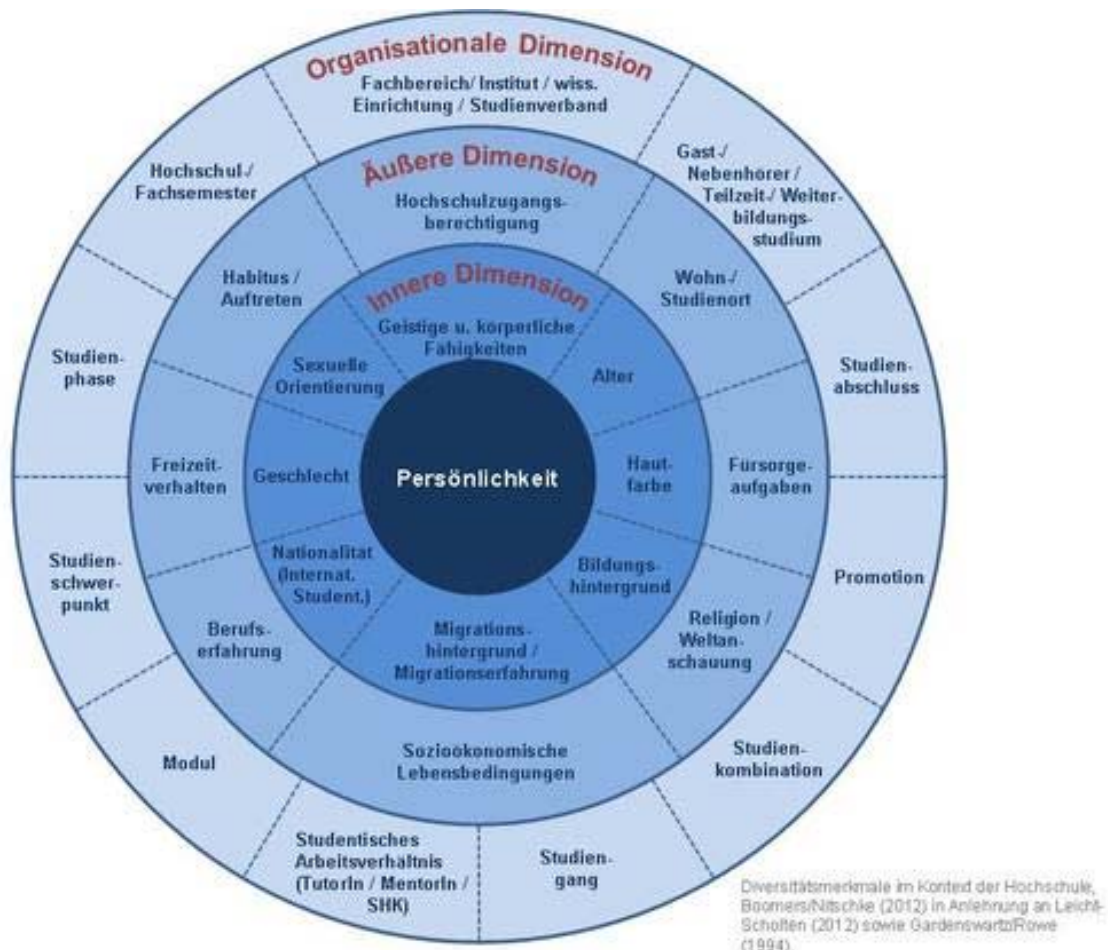 Organisationale Dimension
Fachbereich/ Institut / wiss.
Einrichtung / Studienverband
Gast-/
Nebenhörer /
Teilzeit-/ Weiter-
bildungs-
studium
Studien-
abschluss
Promotion
Studien-
kombination
Studien-
gang
Studentisches
Arbeitsverhältnis
(TutorIn / MentorIn /
SHK)
Modul
Studien-
schwer-
punkt
Studien-
phase
Hochschul-/
Fachsemester
Äußere Dimension
Hochschulzugangs-
berechtigung
Wohn-/
Studienort
Fürsorge-
aufgaben
Religion /
Weltan-
schauung
Sozioökonomische
Lebensbedingungen
Berufs-
erfahrung
Freizeit-
verhalten
Habitus /
Auftreten
Innere Dimension
Geistige u. körperliche
Fähigkeiten
Alter
Haut-
farbe
Bildungs-
hintergrund
Migrations-
hintergrund /
Migrationserfahrung
Nationalität
(Internat.
Student.)
Geschlecht
Sexuelle
Orientierung
Persönlichkeit
Diversitätsmerkmale im Kontext der Hochschule,
Boomers/Nitschke (2012) in Anlehnung an Leicht-
Scholten (2012) sowie Gardenswartz/Rowe
(1994)